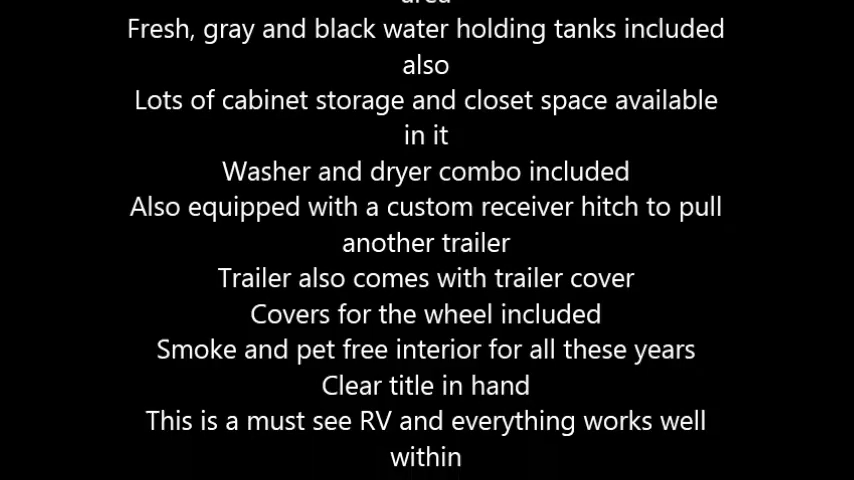 area
Fresh, gray and black water holding tanks included
also
Lots of cabinet storage and closet space available
in it
Washer and dryer combo included
Also equipped with a custom receiver hitch to pull
another trailer
Trailer also comes with trailer cover
Covers for the wheel included
Smoke and pet free interior for all these years
Clear title in hand
This is a must see RV and everything works well
within